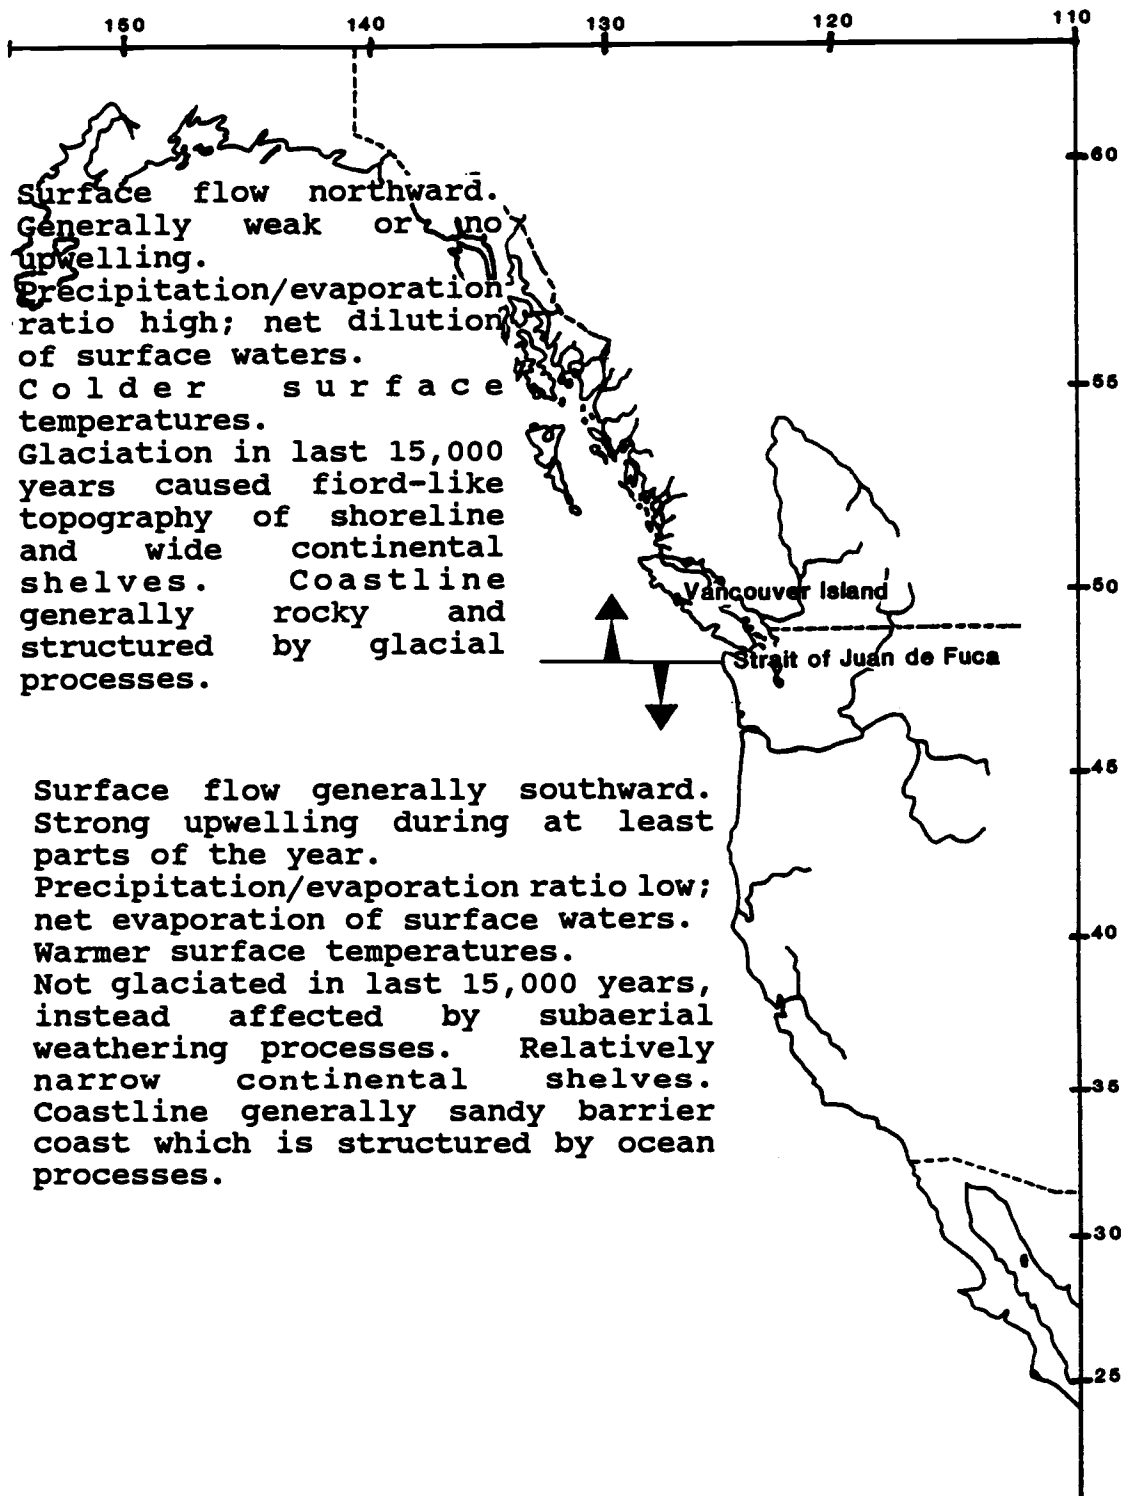 150 140 130 120 110
60
Surface flow northward.
Generally weak or no
upwelling.
Precipitation/evaporation
ratio high; net dilution
of surface waters.
Colder surface
temperatures.
Glaciation in last 15,000
years caused fiord-like
topography of shoreline
and wide continental
shelves. Coastline
generally rocky and
structured by glacial
processes.
55
50
Vancouver Island
Strait of Juan de Fuca
45
Surface flow generally southward.
Strong upwelling during at least
parts of the year.
Precipitation/evaporation ratio low;
net evaporation of surface waters.
Warmer surface temperatures.
Not glaciated in last 15,000 years,
instead affected by subaerial
weathering processes. Relatively
narrow continental shelves.
Coastline generally sandy barrier
coast which is structured by ocean
processes.
40
35
30
25